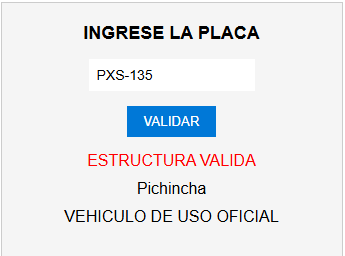 INGRESE LA PLACA
PXS-135
VALIDAR
ESTRUCTURA VALIDA
Pichincha
VEHICULO DE USO OFICIAL